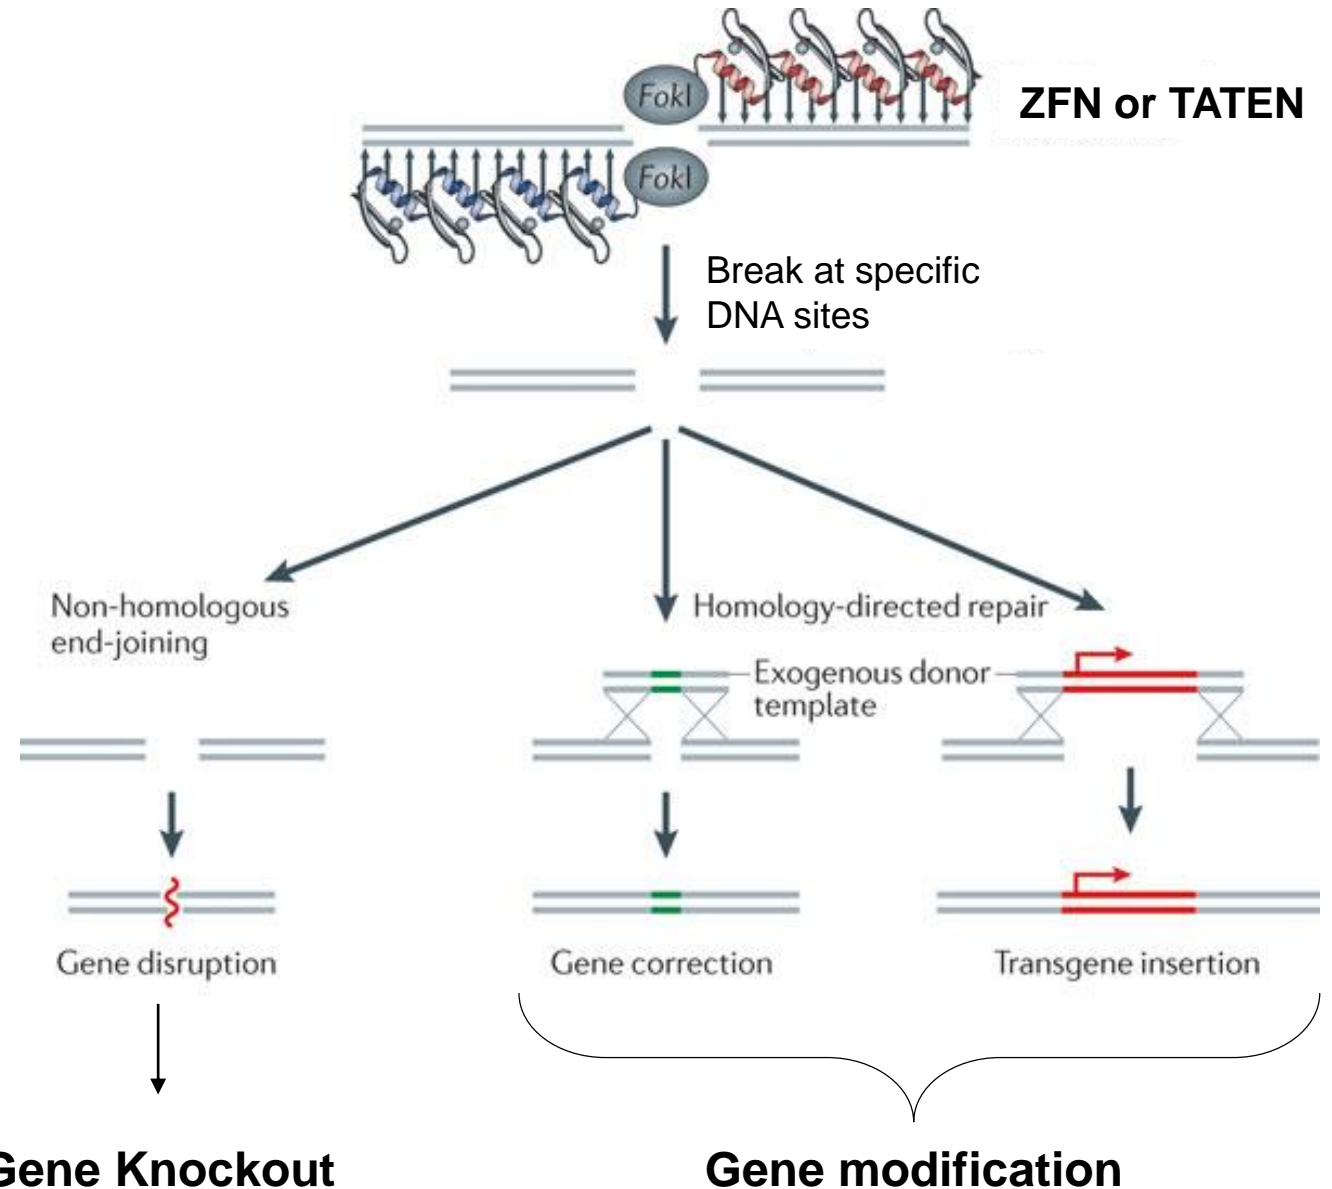 FokI
ZFN or TATEN
FokI
Break at specific
DNA sites
Non-homologous
end-joining
Homology-directed repair
Exogenous donor
template
Gene disruption
Gene correction
Transgene insertion
Gene Knockout
Gene modification